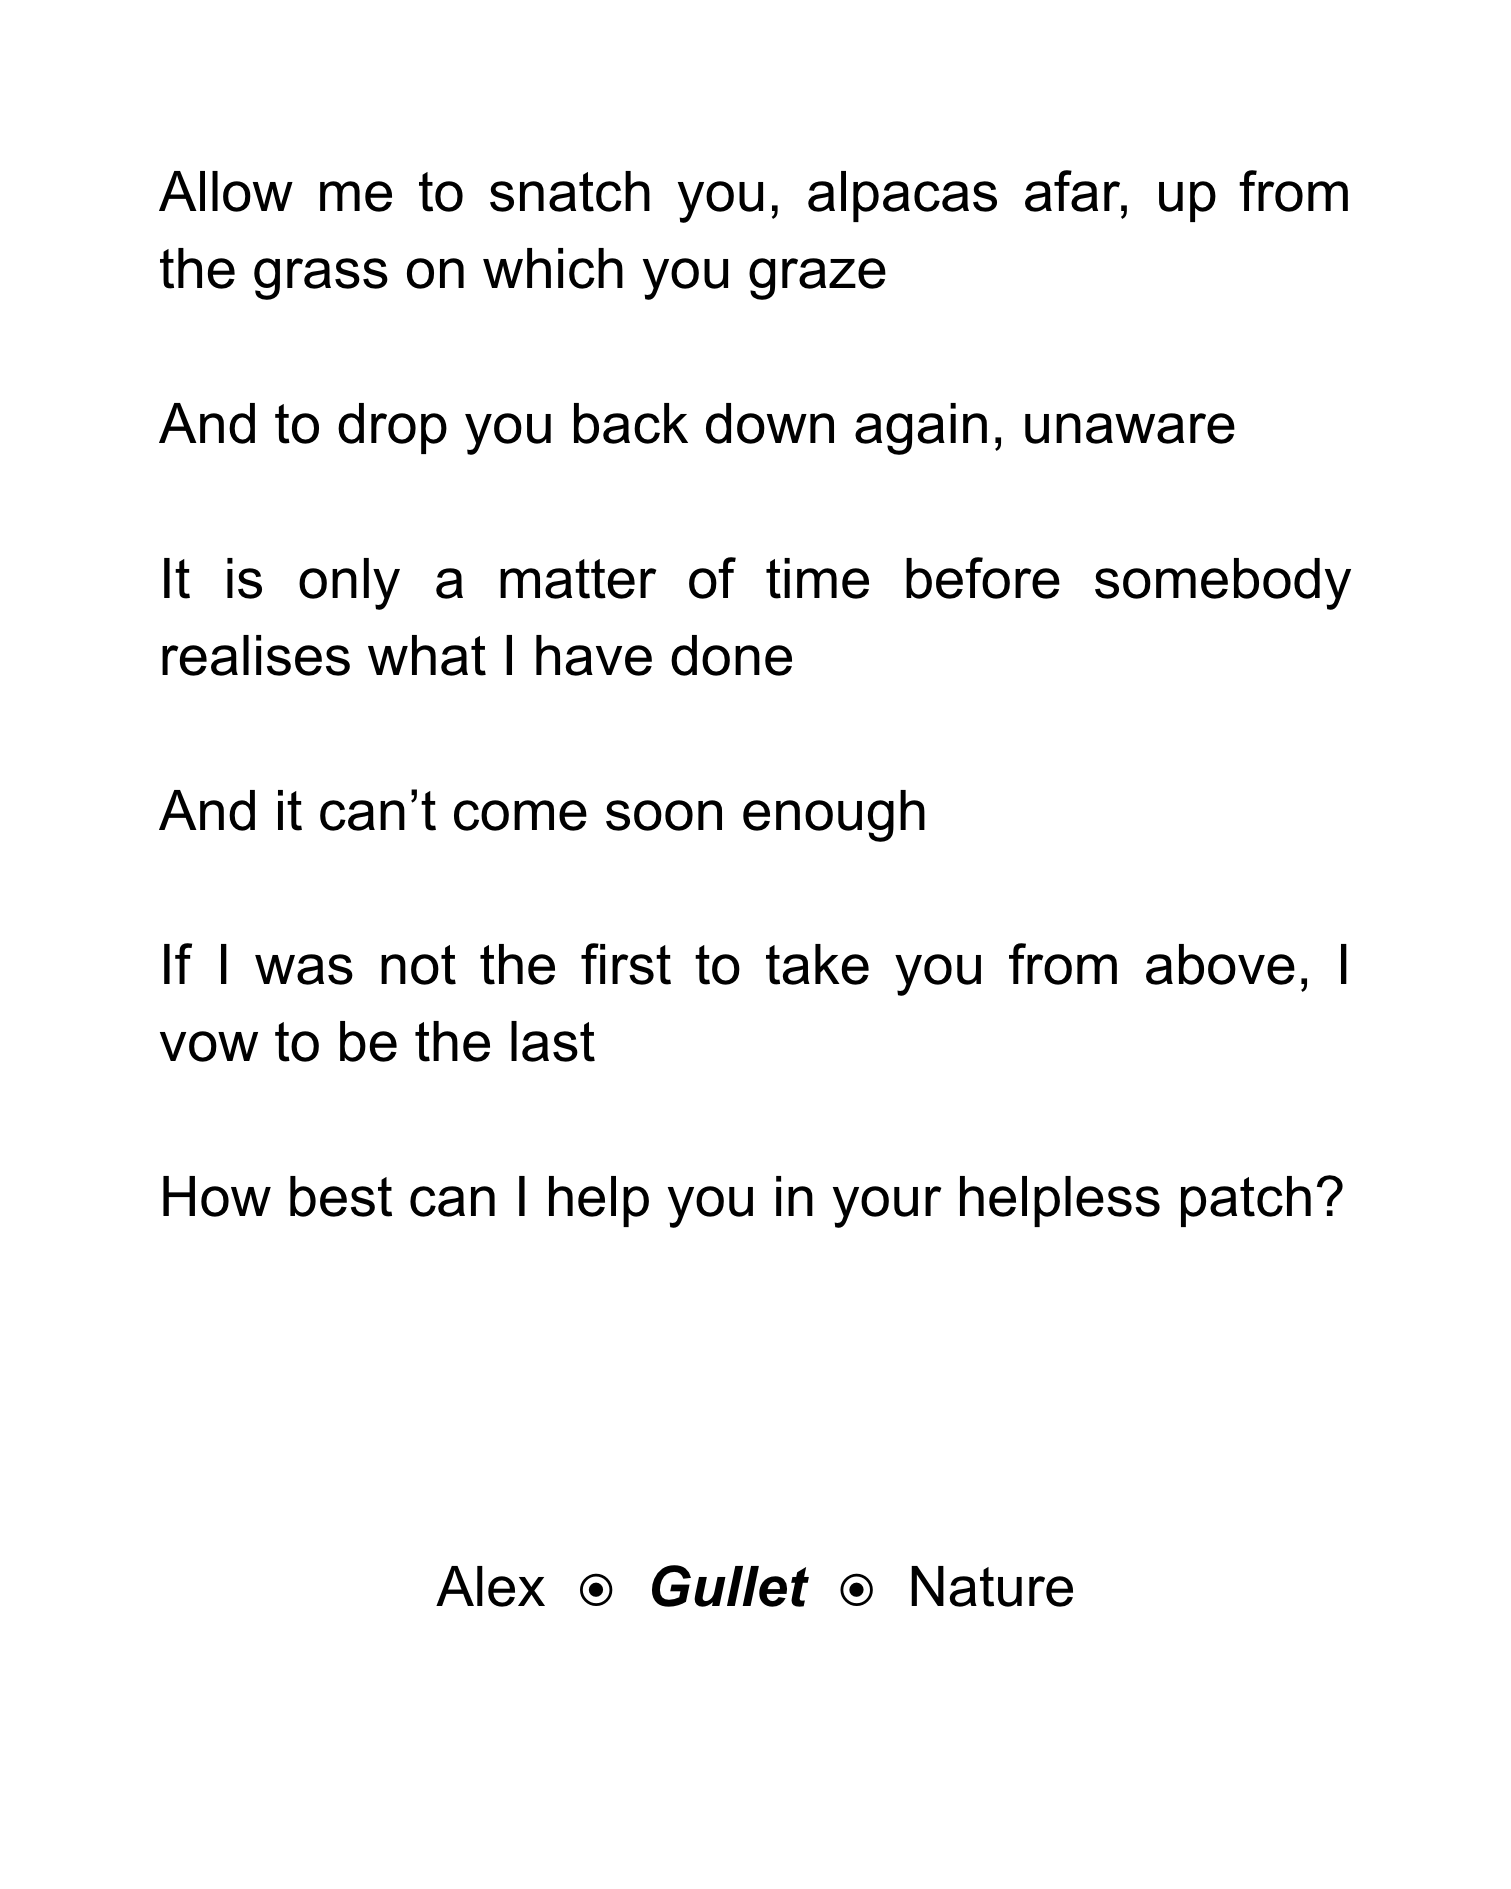 Allow me to snatch you, alpacas afar, up from
the grass on which you graze
And to drop you back down again, unaware
It is only a matter of time before somebody
realises what I have done
And it can’t come soon enough
If I was not the first to take you from above, I
vow to be the last
How best can I help you in your helpless patch?
Alex ⦿ Gullet ⦿ Nature